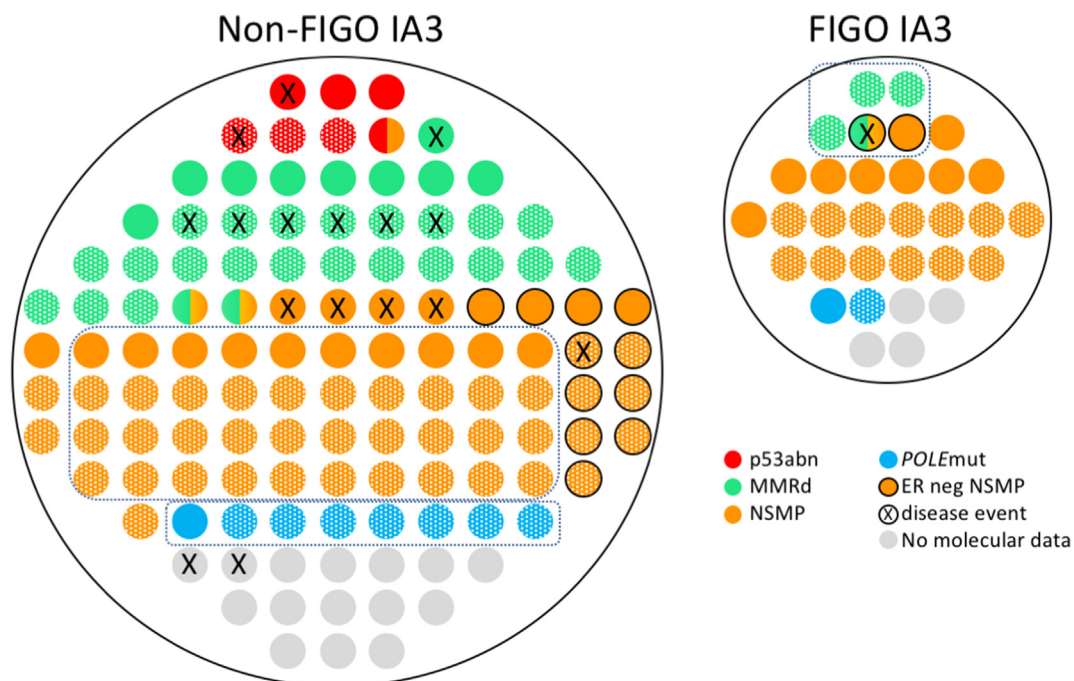 Non-FIGO IA3
FIGO IA3
X
X X
X X X X X X
X X X X
X
X X
X
p53abn
MMRd
NSMP
POLEmut
ER neg NSMP
X disease event
No molecular data